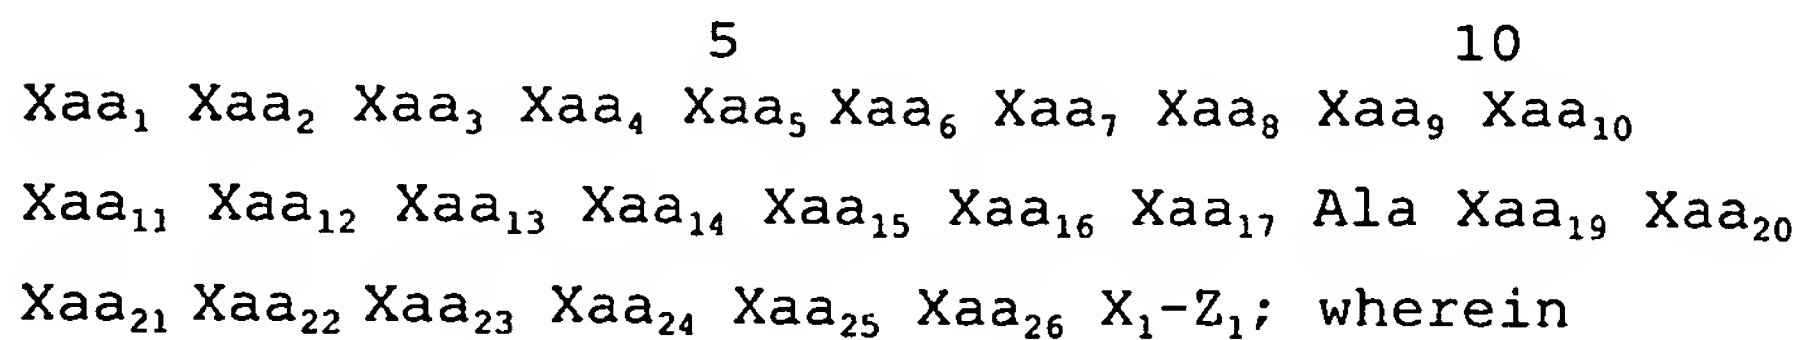 5 10
Xaa₁ Xaa₂ Xaa₃ Xaa₄ Xaa₅ Xaa₆ Xaa₇ Xaa₈ Xaa₉ Xaa₁₀
Xaa₁₁ Xaa₁₂ Xaa₁₃ Xaa₁₄ Xaa₁₅ Xaa₁₆ Xaa₁₇ Ala Xaa₁₉ Xaa₂₀
Xaa₂₁ Xaa₂₂ Xaa₂₃ Xaa₂₄ Xaa₂₅ Xaa₂₆ X₁-Z₁; wherein